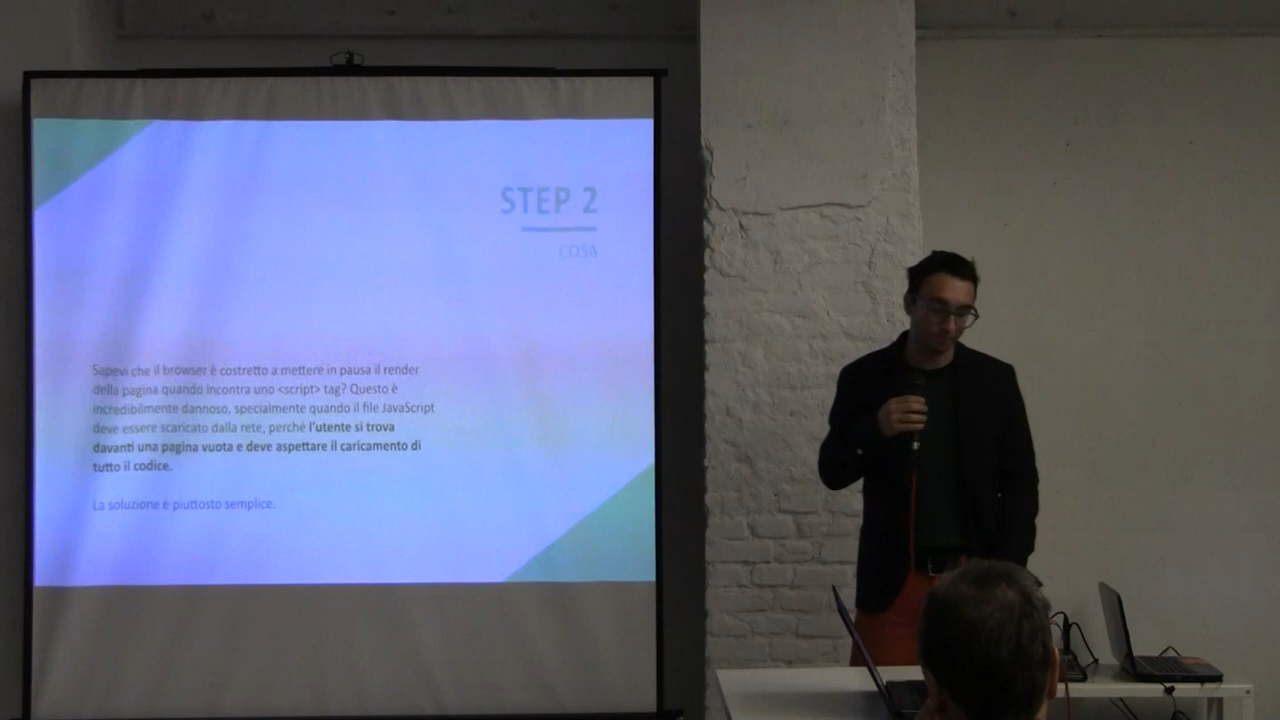 STEP 2
COSA
Sapevi che il browser è costretto a mettere in pausa il render
della pagina quando incontra uno <script> tag? Questo è
incredibilmente dannoso, specialmente quando il file JavaScript
deve essere scaricato dalla rete, perché l'utente si trova
davanti una pagina vuota e deve aspettare il caricamento di
tutto il codice.
La soluzione è piuttosto semplice.